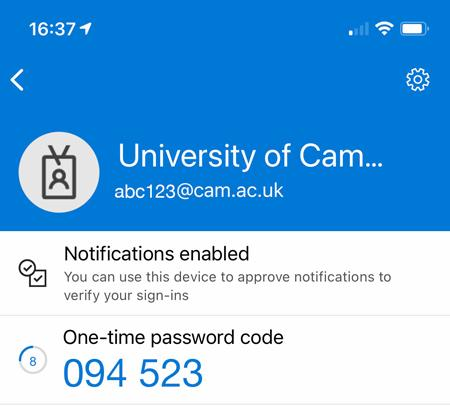 16:37
University of Cam...
abc123@cam.ac.uk
Notifications enabled
You can use this device to approve notifications to
verify your sign-ins
One-time password code
8
094 523